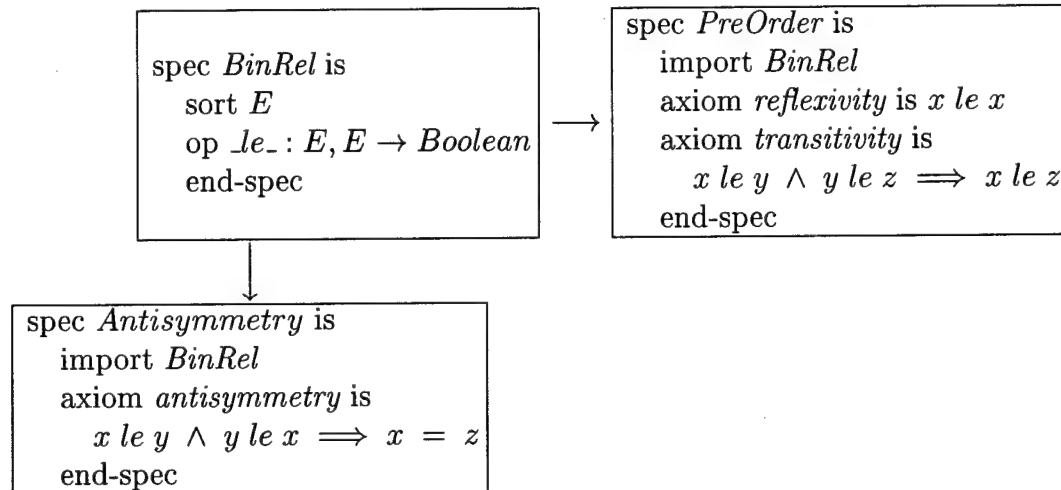 spec BinRel is
sort E
op _le_ : E, E → Boolean
end-spec
spec PreOrder is
import BinRel
axiom reflexivity is x le x
axiom transitivity is
x le y ∧ y le z ⟹ x le z
end-spec
spec Antisymmetry is
import BinRel
axiom antisymmetry is
x le y ∧ y le x ⟹ x = z
end-spec